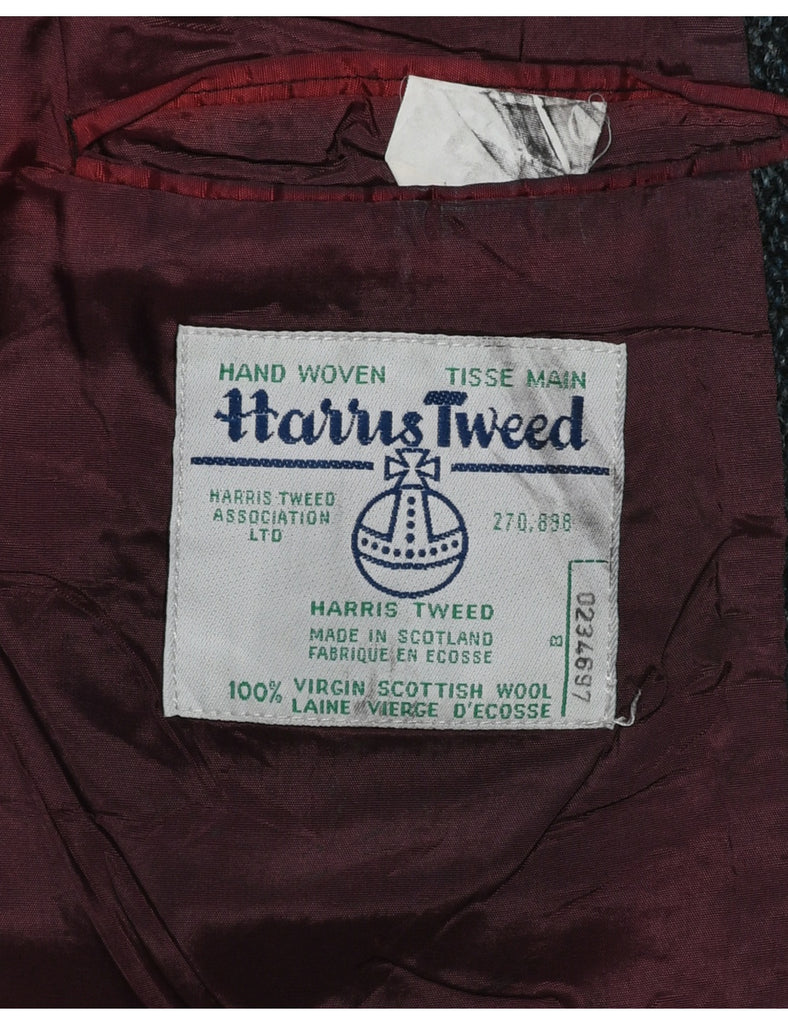 HAND WOVEN TISSE MAIN
Harris Tweed
HARRIS TWEED
ASSOCIATION
LTD
270,898
HARRIS TWEED
MADE IN SCOTLAND
FABRIQUE EN ECOSSE
100% VIRGIN SCOTTISH WOOL
LAINE VIERGE D'ECOSSE
B
0234697